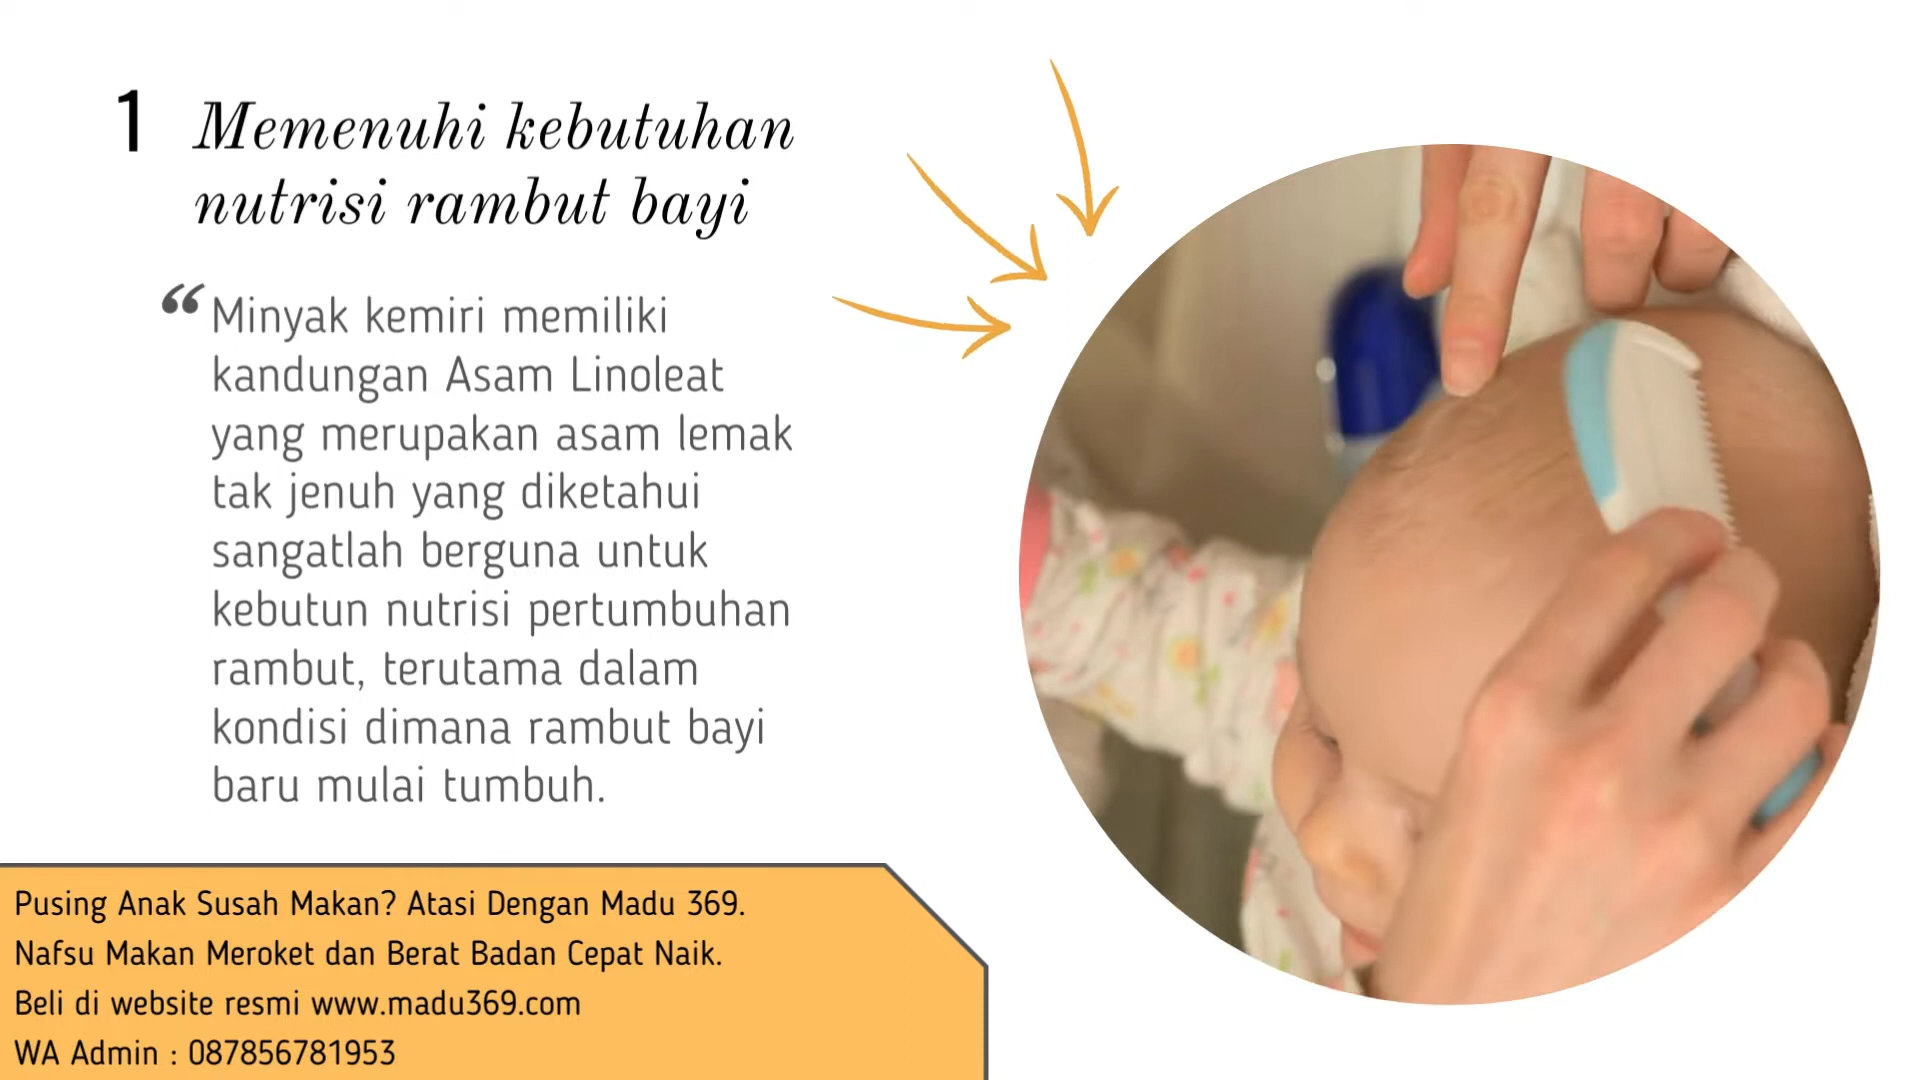 1 Memenuhi kebutuhan
nutrisi rambut bayi
“ Minyak kemiri memiliki
kandungan Asam Linoleat
yang merupakan asam lemak
tak jenuh yang diketahui
sangatlah berguna untuk
kebutun nutrisi pertumbuhan
rambut, terutama dalam
kondisi dimana rambut bayi
baru mulai tumbuh.
Pusing Anak Susah Makan? Atasi Dengan Madu 369.
Nafsu Makan Meroket dan Berat Badan Cepat Naik.
Beli di website resmi www.madu369.com
WA Admin : 087856781953